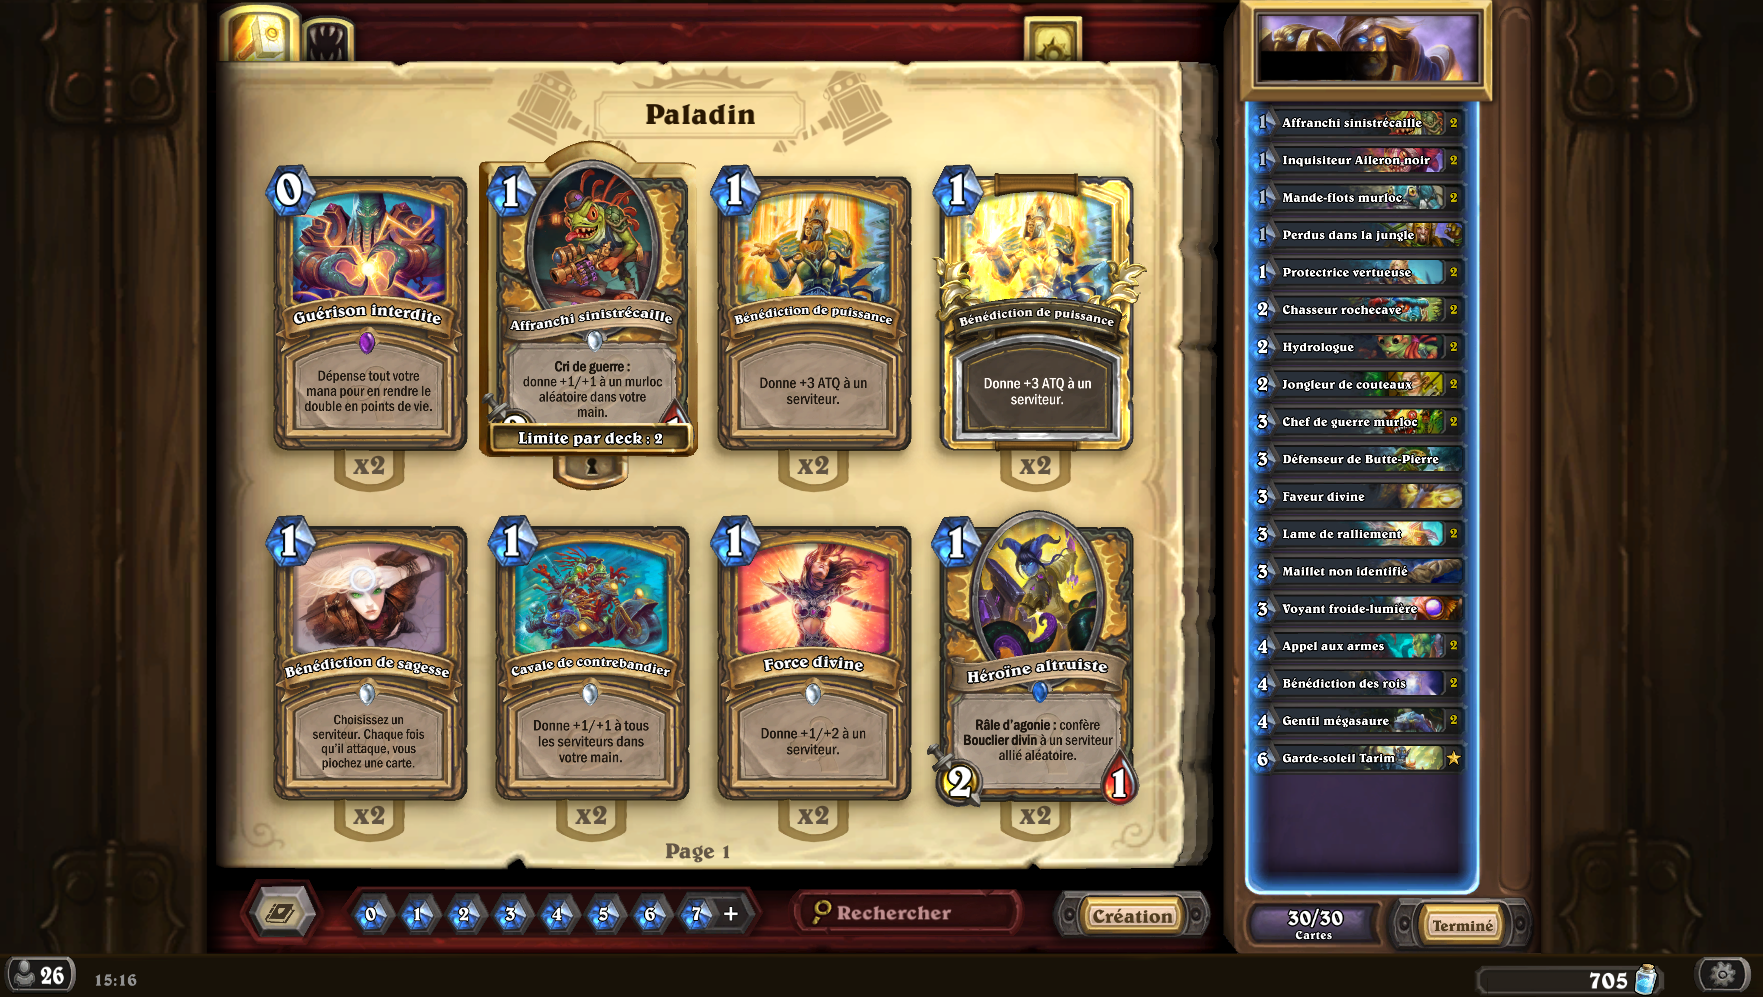 Paladin
0
Guérison interdite
Dépense tout votre
mana pour en rendre le
double en points de vie.
x2
1
Affranchi sinistrécaille
Cri de guerre :
donne +1/+1 à un murloc
aléatoire dans votre
main.
Limite par deck : 2
1
Bénédiction de puissance
Donne +3 ATQ à un
serviteur.
x2
1
Bénédiction de puissance
Donne +3 ATQ à un
serviteur.
x2
1
Bénédiction de sagesse
Choisissez un
serviteur. Chaque fois
qu'il attaque, vous
piochez une carte.
x2
1
Cavale de contrebandier
Donne +1/+1 à tous
les serviteurs dans
votre main.
x2
1
Force divine
Donne +1/+2 à un
serviteur.
x2
1
Héroïne altruiste
Râle d'agonie : confère
Bouclier divin à un serviteur
allié aléatoire.
2 1
x2
Page 1
0 1 2 3 4 5 6 7 +
Rechercher
Création
1 Affranchi sinistrécaille 2
1 Inquisiteur Aileron noir 2
1 Mande-flots murloc 2
1 Perdus dans la jungle
1 Protectrice vertueuse 2
2 Chasseur rochecave 2
2 Hydrologue 2
2 Jongleur de couteaux 2
3 Chef de guerre murloc 2
3 Défenseur de Butte-Pierre
3 Faveur divine
3 Lame de ralliement 2
3 Maillet non identifié
3 Voyant froide-lumière 2
4 Appel aux armes 2
4 Bénédiction des rois 2
4 Gentil mégasaure 2
6 Garde-soleil Tarim
30/30
Cartes
Terminé
26
15:16
705